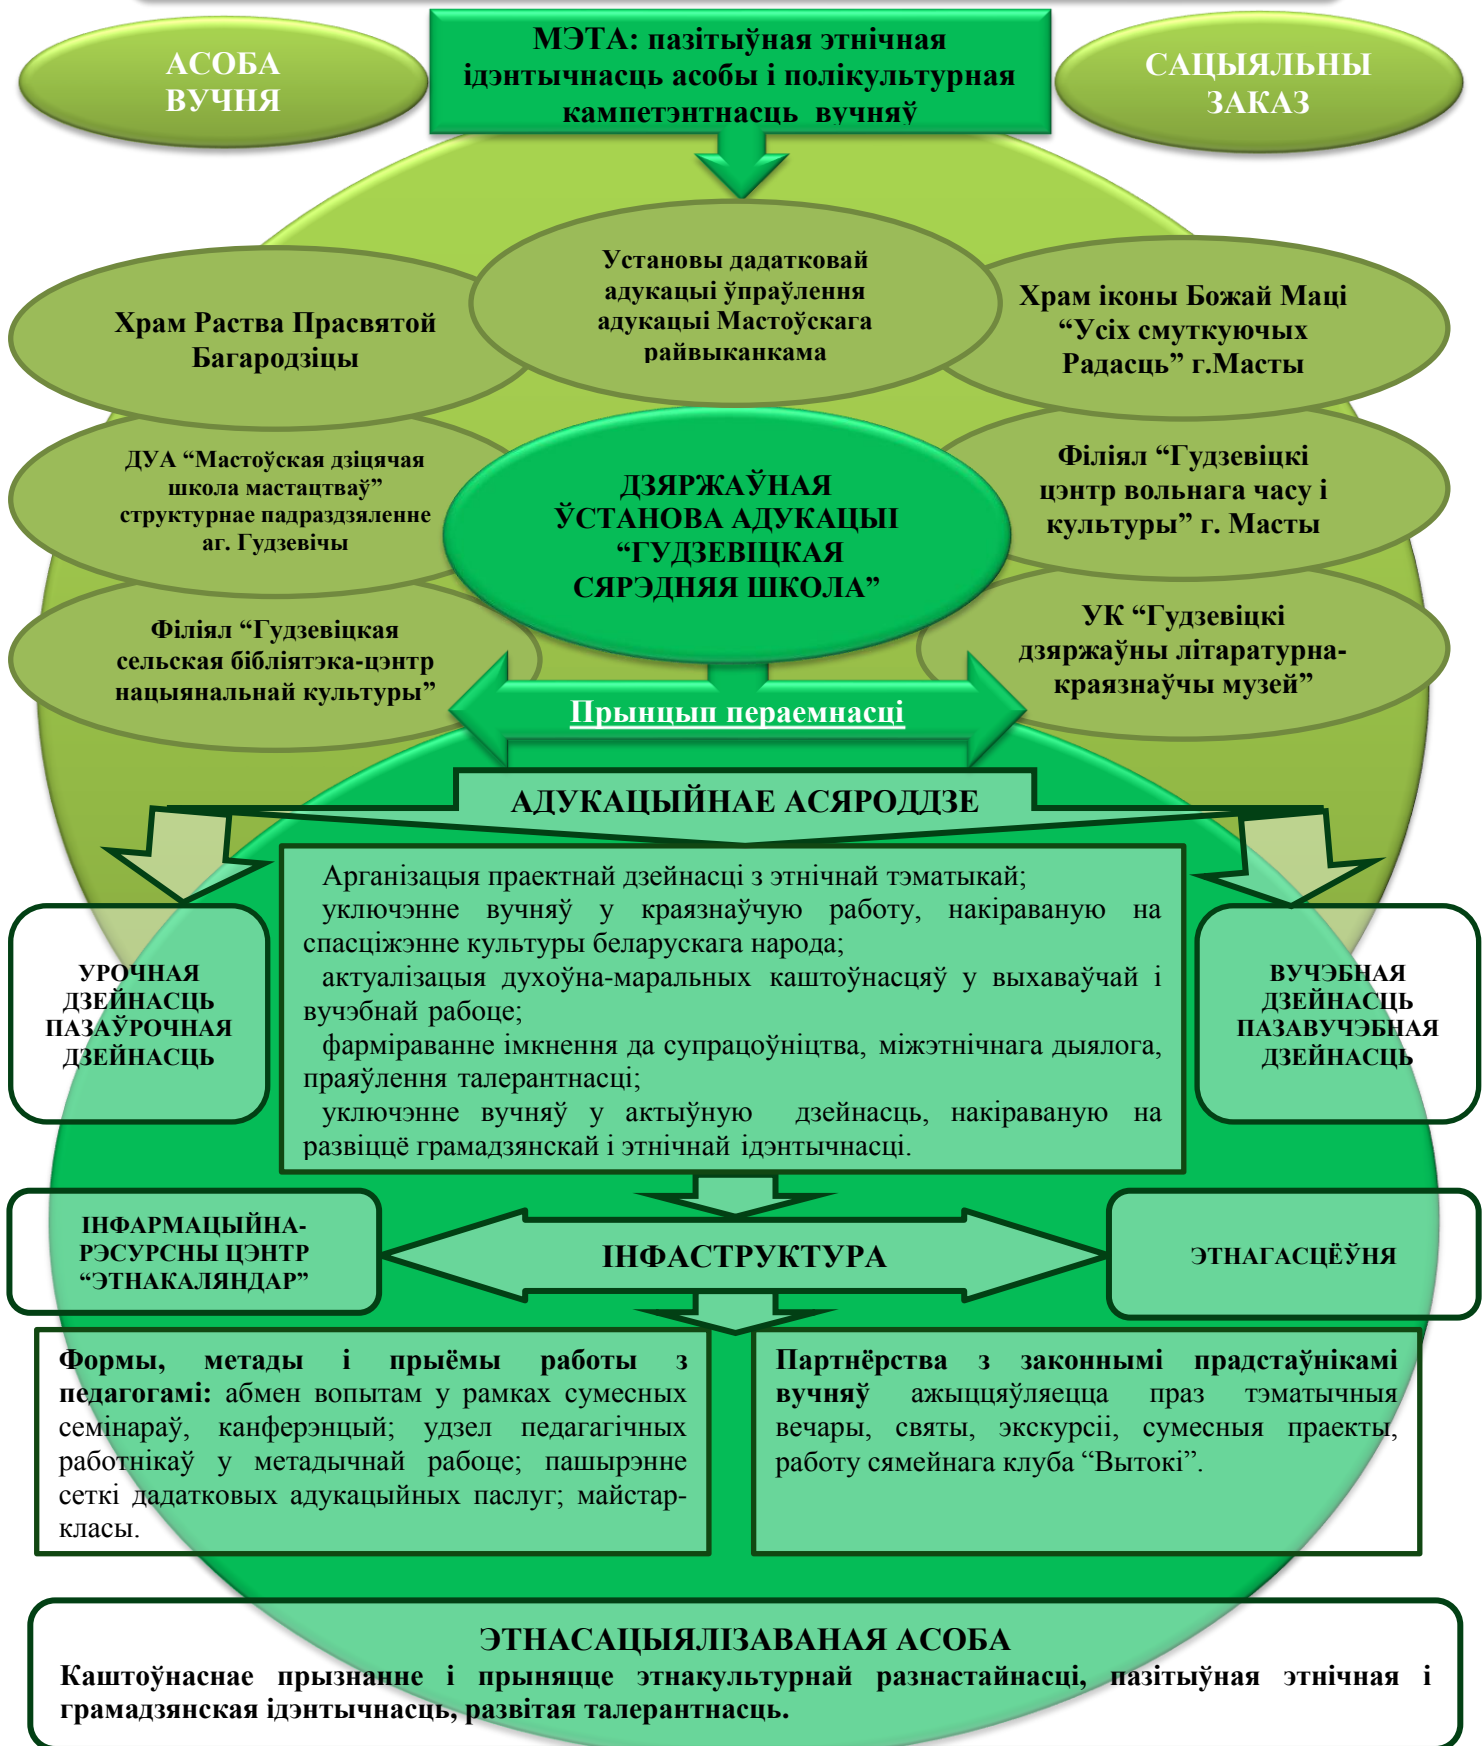 МЭТА: пазітыўная этнічная
ідэнтычнасць асобы і полікультурная
кампетэнтнасць вучняў
АСОБА
ВУЧНЯ
САЦЫЯЛЬНЫ
ЗАКАЗ
Установы дадатковай
адукацыі ўпраўлення
адукацыі Мастоўскага
райвыканкама
Храм Раства Прасвятой
Багародзіцы
Храм іконы Божай Маці
“Усіх смуткуючых
Радасць” г.Масты
ДУА “Мастоўская дзіцячая
школа мастацтваў”
структурнае падраздзяленне
аг. Гудзевічы
ДЗЯРЖАЎНАЯ
ЎСТАНОВА АДУКАЦЫІ
“ГУДЗЕВІЦКАЯ
СЯРЭДНЯЯ ШКОЛА”
Філіял “Гудзевіцкі
цэнтр вольнага часу і
культуры” г. Масты
Філіял “Гудзевіцкая
сельская бібліятэка-цэнтр
нацыянальнай культуры”
УК “Гудзевіцкі
дзяржаўны літаратурна-
краязнаўчы музей”
Прынцып пераемнасці
АДУКАЦЫЙНАЕ АСЯРОДДЗЕ
Арганізацыя праектнай дзейнасці з этнічнай тэматыкай;
уключэнне вучняў у краязнаўчую работу, накіраваную на
спасціжэнне культуры беларускага народа;
актуалізацыя духоўна-маральных каштоўнасцяў у выхаваўчай і
вучэбнай рабоце;
фарміраванне імкнення да супрацоўніцтва, міжэтнічнага дыялога,
праяўлення талерантнасці;
уключэнне вучняў у актыўную дзейнасць, накіраваную на
развіццё грамадзянскай і этнічнай ідэнтычнасці.
УРОЧНАЯ
ДЗЕЙНАСЦЬ
ПАЗАЎРОЧНАЯ
ДЗЕЙНАСЦЬ
ВУЧЭБНАЯ
ДЗЕЙНАСЦЬ
ПАЗАВУЧЭБНАЯ
ДЗЕЙНАСЦЬ
ІНФАРМАЦЫЙНА-
РЭСУРСНЫ ЦЭНТР
“ЭТНАКАЛЯНДАР”
ІНФАСТРУКТУРА
ЭТНАГАСЦЁЎНЯ
Формы, метады і прыёмы работы з
педагогамі: абмен вопытам у рамках сумесных
семінараў, канферэнцый; удзел педагагічных
работнікаў у метадычнай рабоце; пашырэнне
сеткі дадатковых адукацыйных паслуг; майстар-
класы.
Партнёрства з законнымі прадстаўнікамі
вучняў ажыццяўляецца праз тэматычныя
вечары, святы, экскурсіі, сумесныя праекты,
работу сямейнага клуба “Вытокі”.
ЭТНАСАЦЫЯЛІЗАВАНАЯ АСОБА
Каштоўнаснае прызнанне і прыняцце этнакультурнай разнастайнасці, пазітыўная этнічная і
грамадзянская ідэнтычнасць, развітая талерантнасць.